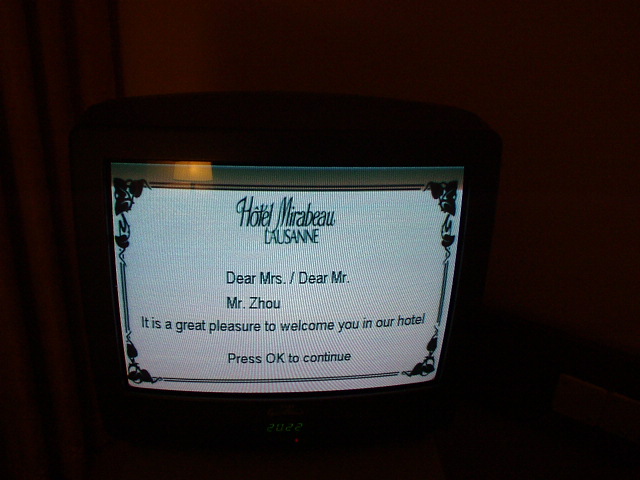 Hôtel Mirabeau
LAUSANNE
Dear Mrs. / Dear Mr.
Mr. Zhou
It is a great pleasure to welcome you in our hotel
Press OK to continue